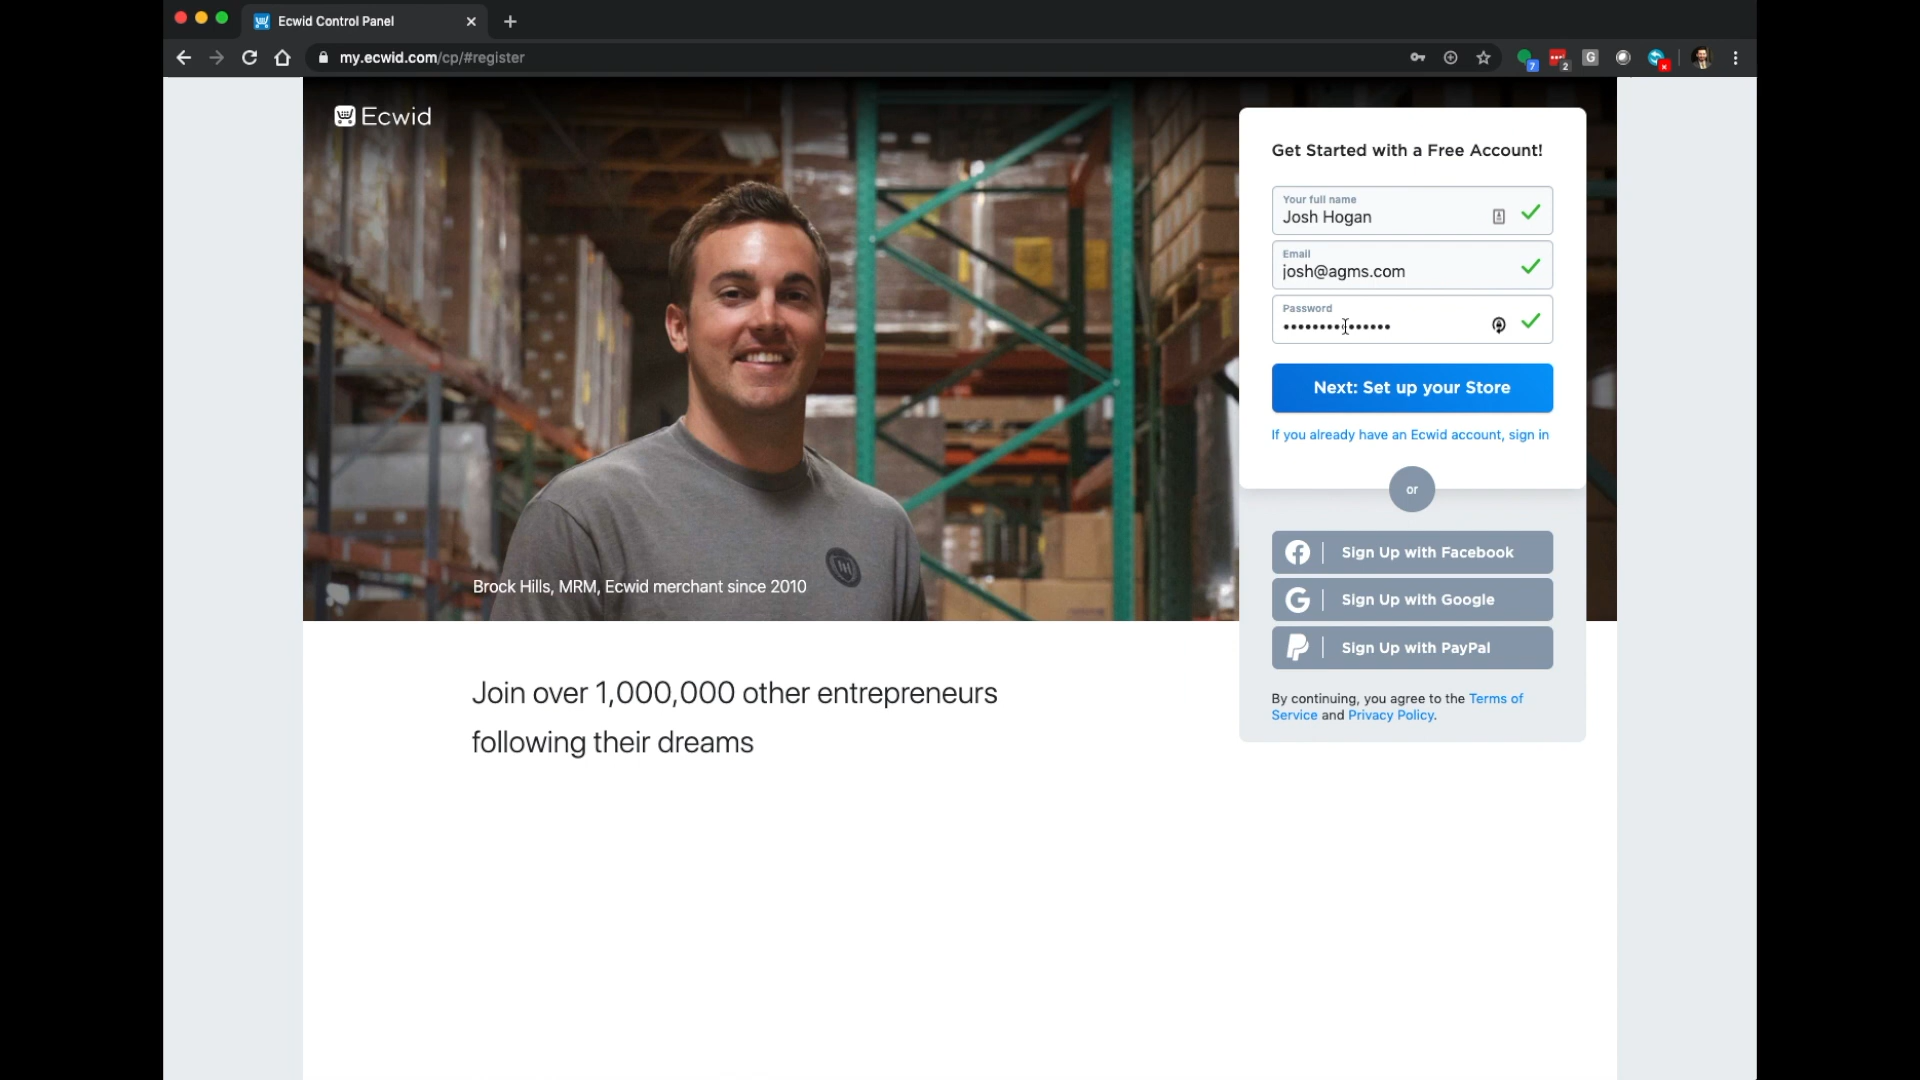 Ecwid Control Panel
my.ecwid.com/cp/#register
7
2
G
Ecwid
Get Started with a Free Account!
Your full name
Josh Hogan
Email
josh@agms.com
Password
Next: Set up your Store
If you already have an Ecwid account, sign in
or
Sign Up with Facebook
Sign Up with Google
Sign Up with PayPal
By continuing, you agree to the Terms of
Service and Privacy Policy.
Brock Hills, MRM, Ecwid merchant since 2010
Join over 1,000,000 other entrepreneurs
following their dreams